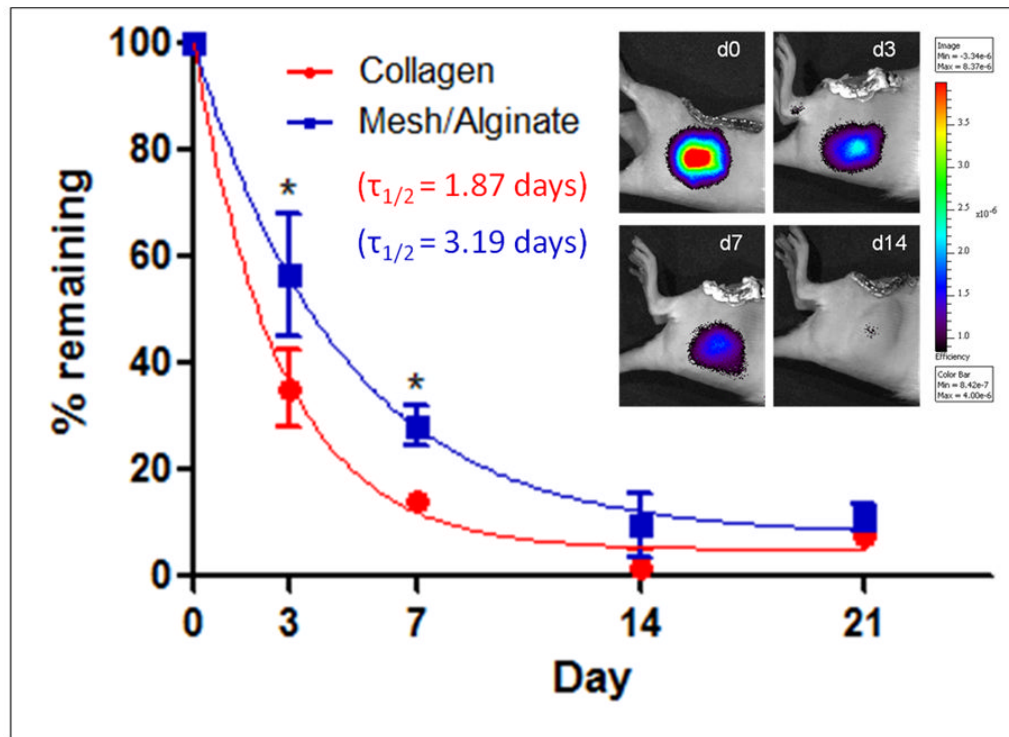 100
80
60
40
20
0
% remaining
0 3 7 14 21
Day
Collagen
Mesh/Alginate
(τ1/2 = 1.87 days)
(τ1/2 = 3.19 days)
*
*
d0
d3
d7
d14
Image
Min = -3.34e-6
Max = 8.37e-6
3.5
3.0
2.5
x10-6
2.0
1.5
1.0
Efficiency
Color Bar
Min = 8.42e-7
Max = 4.00e-6